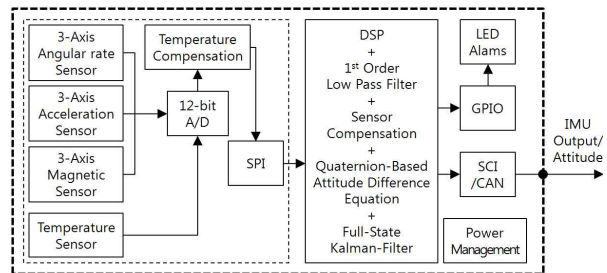 3-Axis
Angular rate
Sensor
3-Axis
Acceleration
Sensor
3-Axis
Magnetic
Sensor
Temperature
Sensor
Temperature
Compensation
12-bit
A/D
SPI
DSP
+
1st Order
Low Pass Filter
+
Sensor
Compensation
+
Quaternion-Based
Attitude Difference
Equation
+
Full-State
Kalman-Filter
LED
Alams
GPIO
SCI
/CAN
Power
Management
IMU
Output/
Attitude